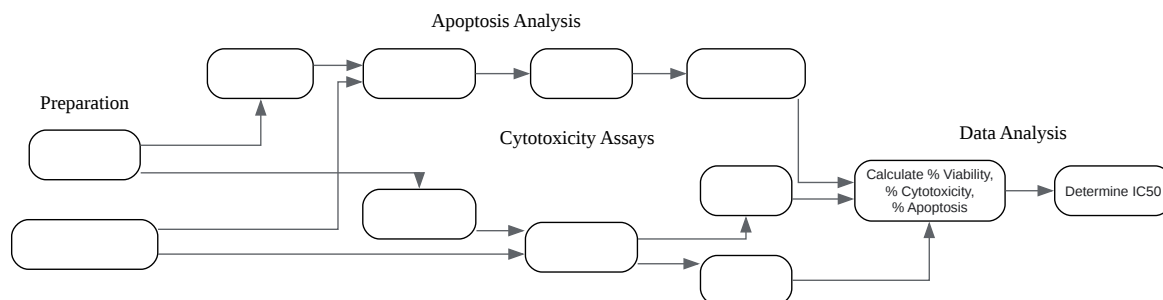 Apoptosis Analysis
Preparation
Cytotoxicity Assays
Data Analysis
Calculate % Viability,
% Cytotoxicity,
% Apoptosis
Determine IC50